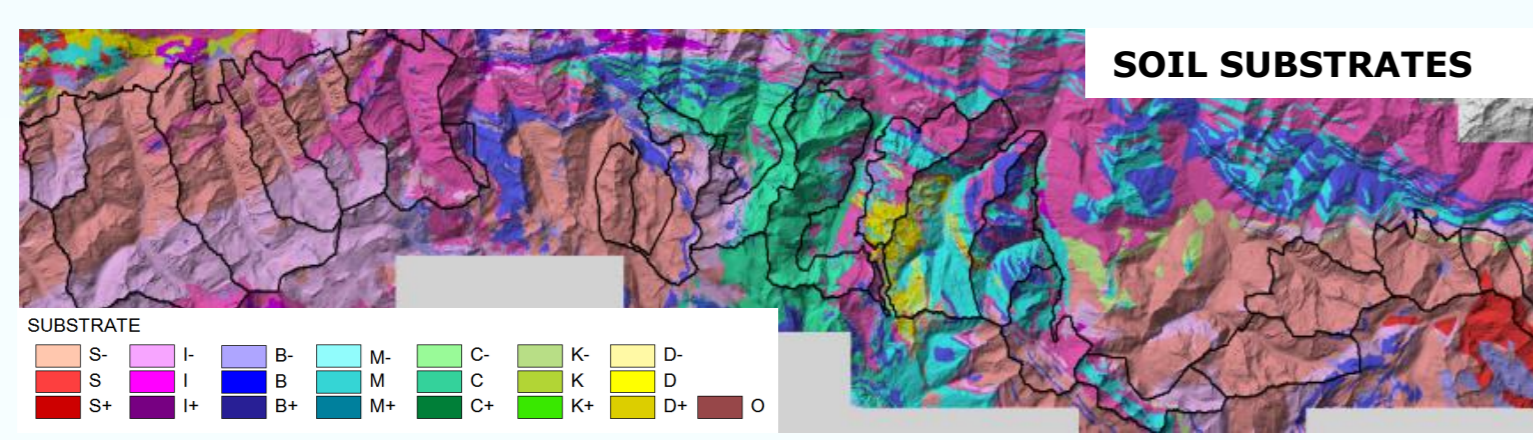 SOIL SUBSTRATES
SUBSTRATE
S- I- B- M- C- K- D-
S I B M C K D
S+ I+ B+ M+ C+ K+ D+ O